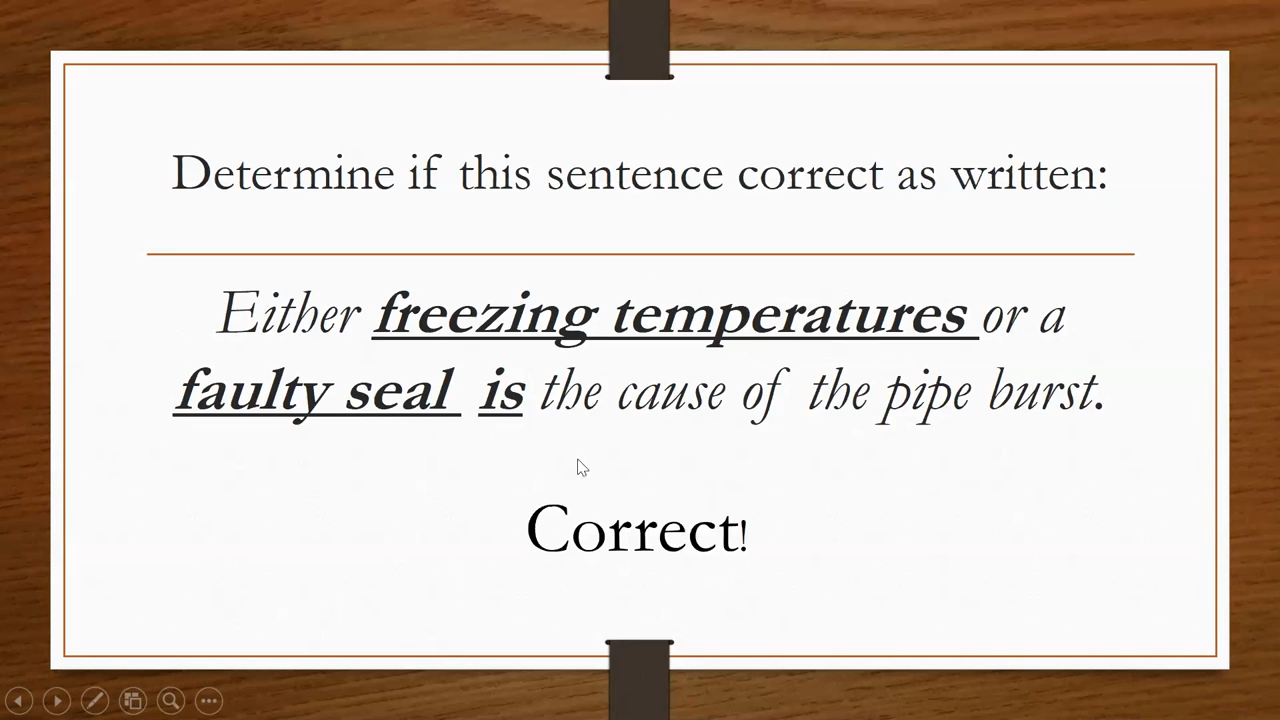 Determine if this sentence correct as written:
Either freezing temperatures or a
faulty seal is the cause of the pipe burst.
Correct!